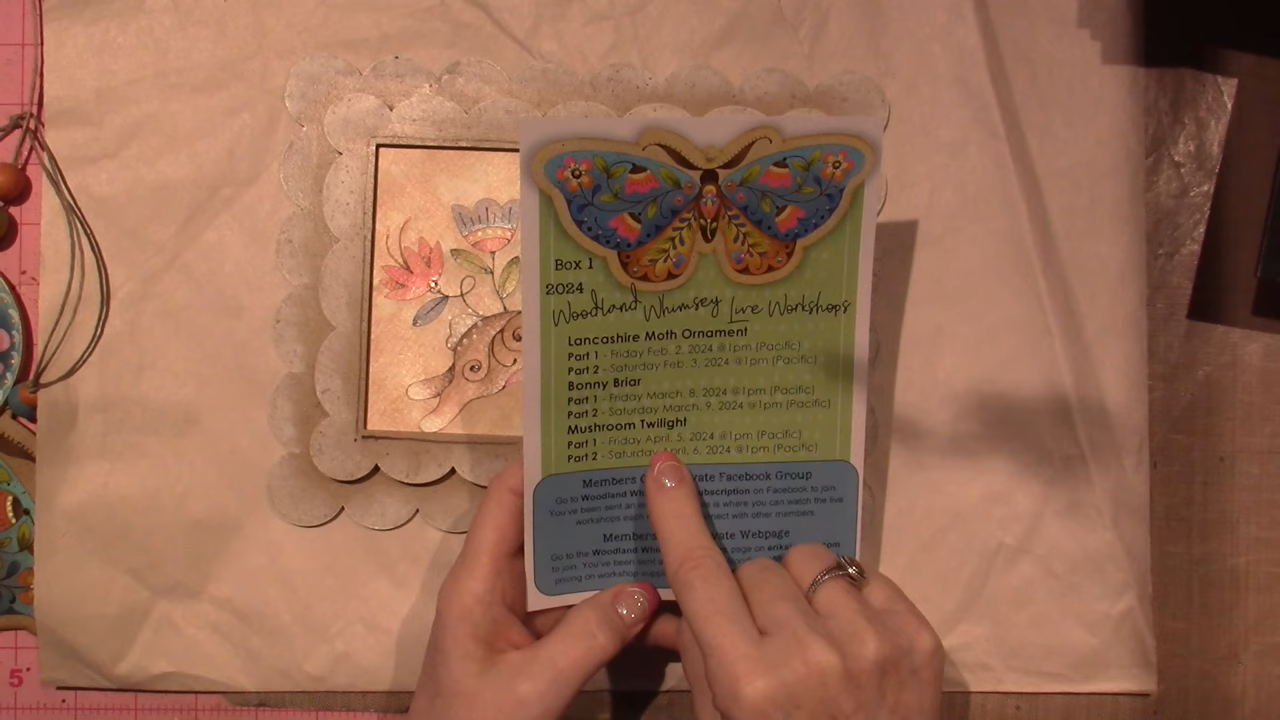 Box 1
2024
Woodland Whimsey Live Workshops
Lancashire Moth Ornament
Part 1 - Friday Feb. 2, 2024 @1pm (Pacific)
Part 2 - Saturday Feb. 3, 2024 @1pm (Pacific)
Bonny Briar
Part 1 - Friday March. 8, 2024 @1pm (Pacific)
Part 2 - Saturday March. 9, 2024 @1pm (Pacific)
Mushroom Twilight
Part 1 - Friday April. 5, 2024 @1pm (Pacific)
Part 2 - Saturday April. 6, 2024 @1pm (Pacific)
Members Facebook Group
Go to Woodland on Facebook to join.
You've been sent an is where you can watch the live
workshops with other members.
Members Webpage
Go to the Woodland page on
to join. You've been sent
pricing on workshop
5